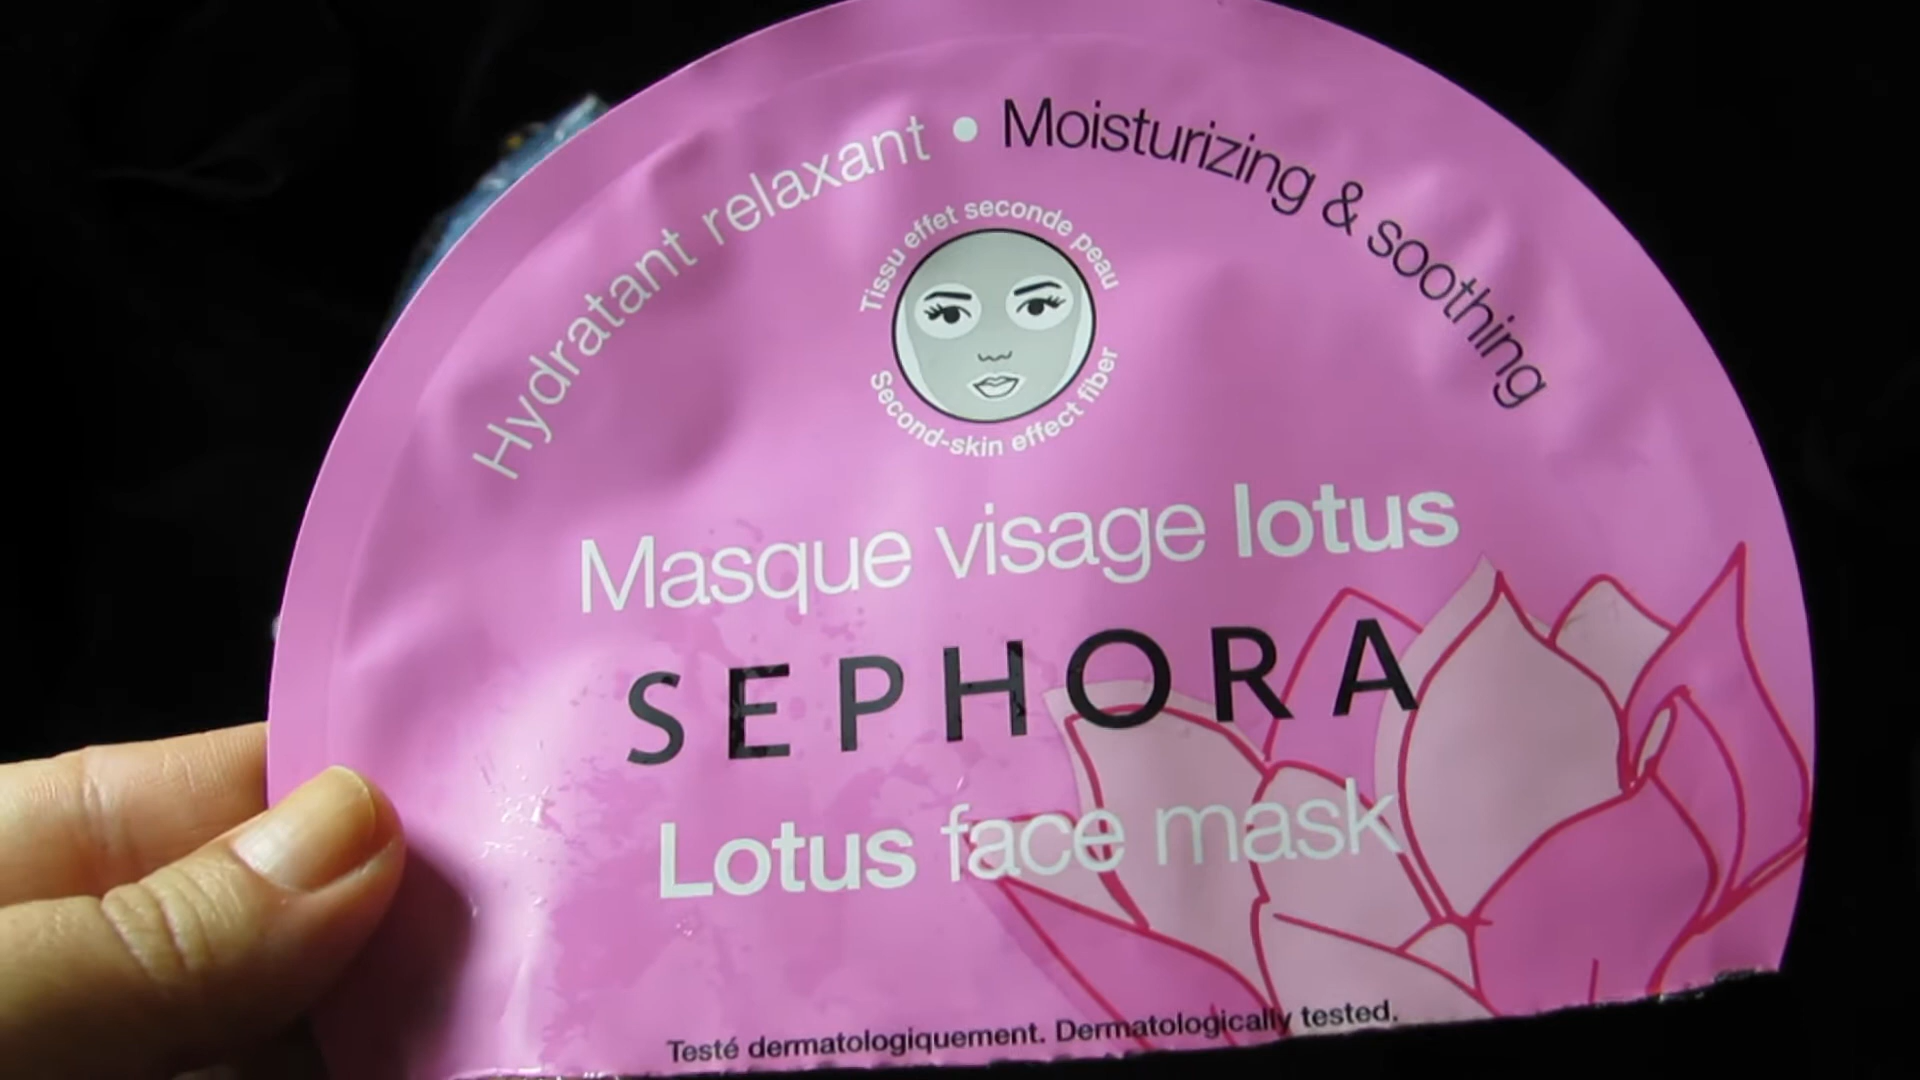 Hydratant relaxant • Moisturizing & soothing
Tissu effet seconde peau
Second-skin effect fiber
Masque visage lotus
SEPHORA
Lotus face mask
Testé dermatologiquement. Dermatologically tested.